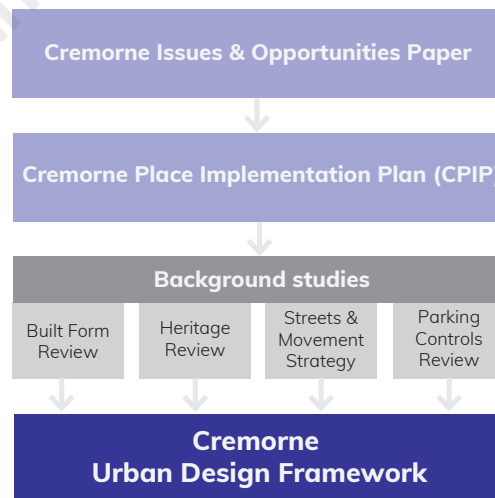 Cremorne Issues & Opportunities Paper
Cremorne Place Implementation Plan (CPIP)
Background studies
Built Form
Review
Heritage
Review
Streets &
Movement
Strategy
Parking
Controls
Review
Cremorne
Urban Design Framework